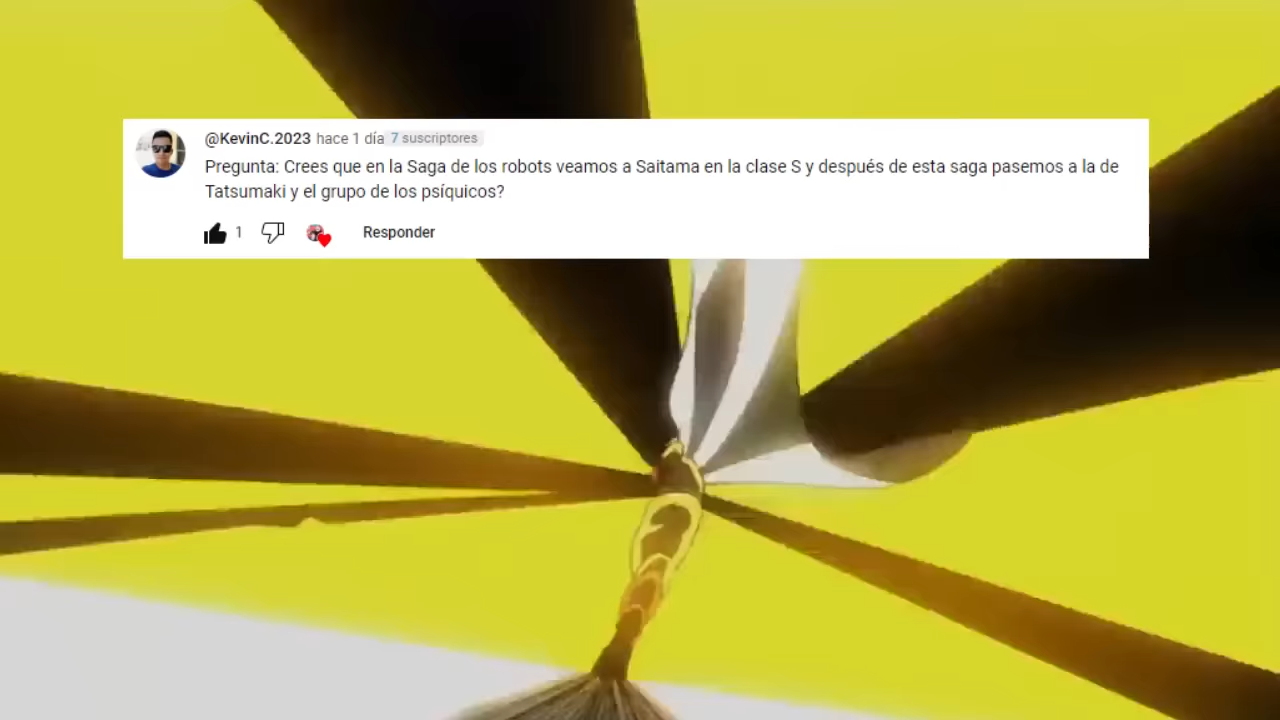 @KevinC.2023 hace 1 día 7 suscriptores
Pregunta: Crees que en la Saga de los robots veamos a Saitama en la clase S y después de esta saga pasemos a la de
Tatsumaki y el grupo de los psíquicos?
1 Responder